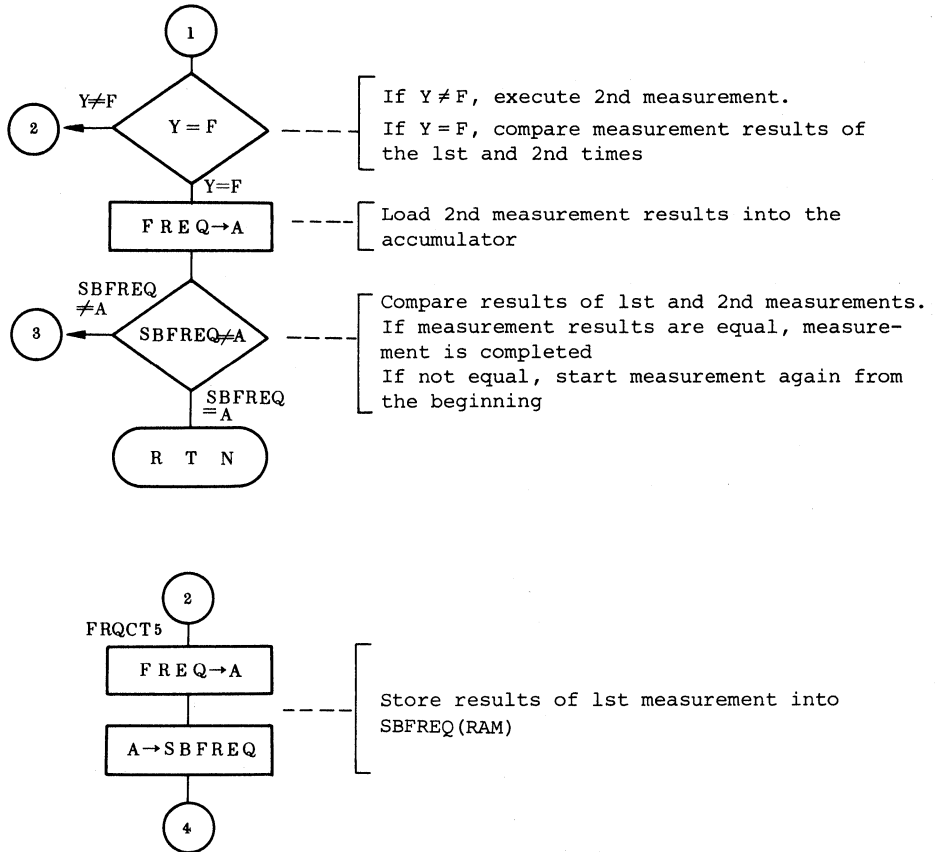 1
Y≠F
2
Y = F
If Y ≠ F, execute 2nd measurement.
If Y = F, compare measurement results of
the 1st and 2nd times
Y=F
F R E Q→A
Load 2nd measurement results into the
accumulator
SBFREQ
≠A
3
SBFREQ≠A
Compare results of 1st and 2nd measurements.
If measurement results are equal, measure-
ment is completed
If not equal, start measurement again from
the beginning
SBFREQ
=A
R T N
2
FRQCT5
F R E Q→A
A→SBFREQ
Store results of 1st measurement into
SBFREQ(RAM)
4